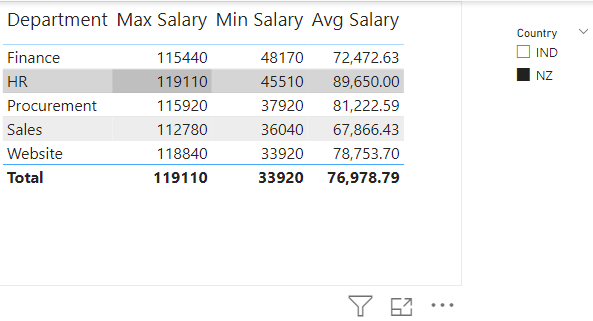 Department Max Salary Min Salary Avg Salary
Finance 115440 48170 72,472.63
HR 119110 45510 89,650.00
Procurement 115920 37920 81,222.59
Sales 112780 36040 67,866.43
Website 118840 33920 78,753.70
Total 119110 33920 76,978.79
Country
IND
NZ